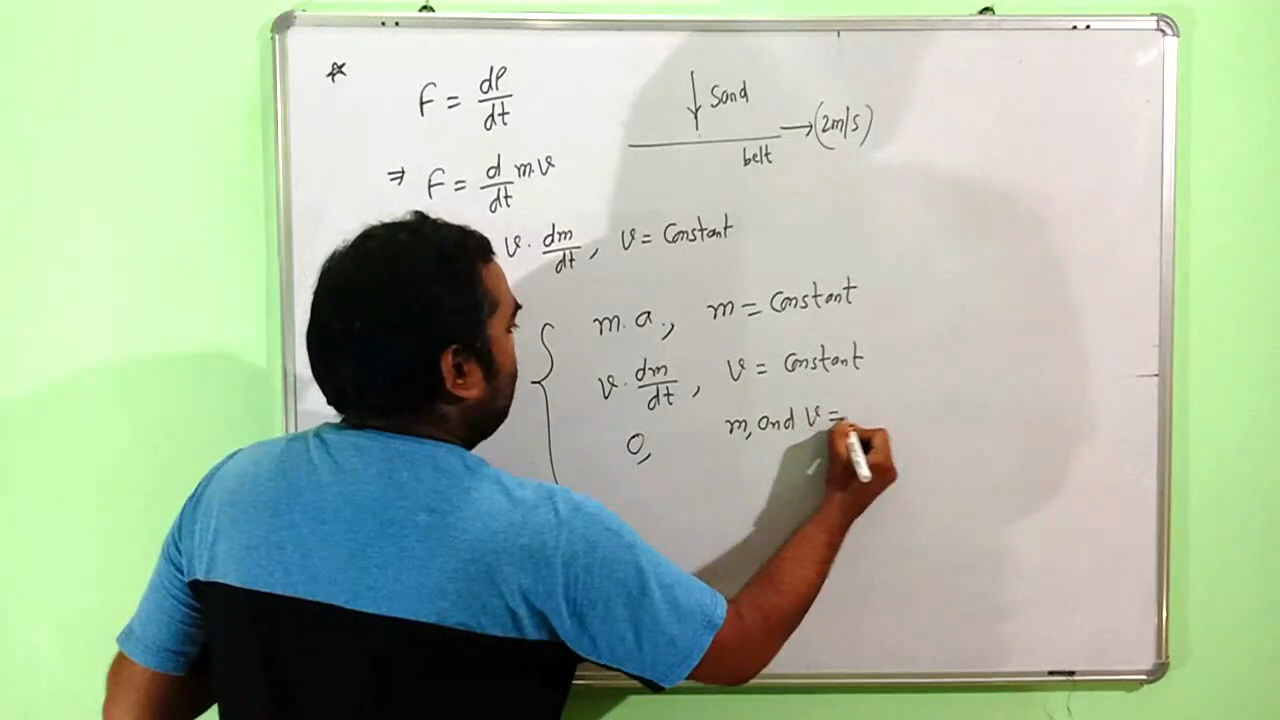 ☆
F = dP/dt
Sand
→(2m/s)
belt
⇒ F = d/dt m.v
v. dm/dt, v = Constant
m.a., m = Constant
v. dm/dt, v = Constant
0, m, and v =